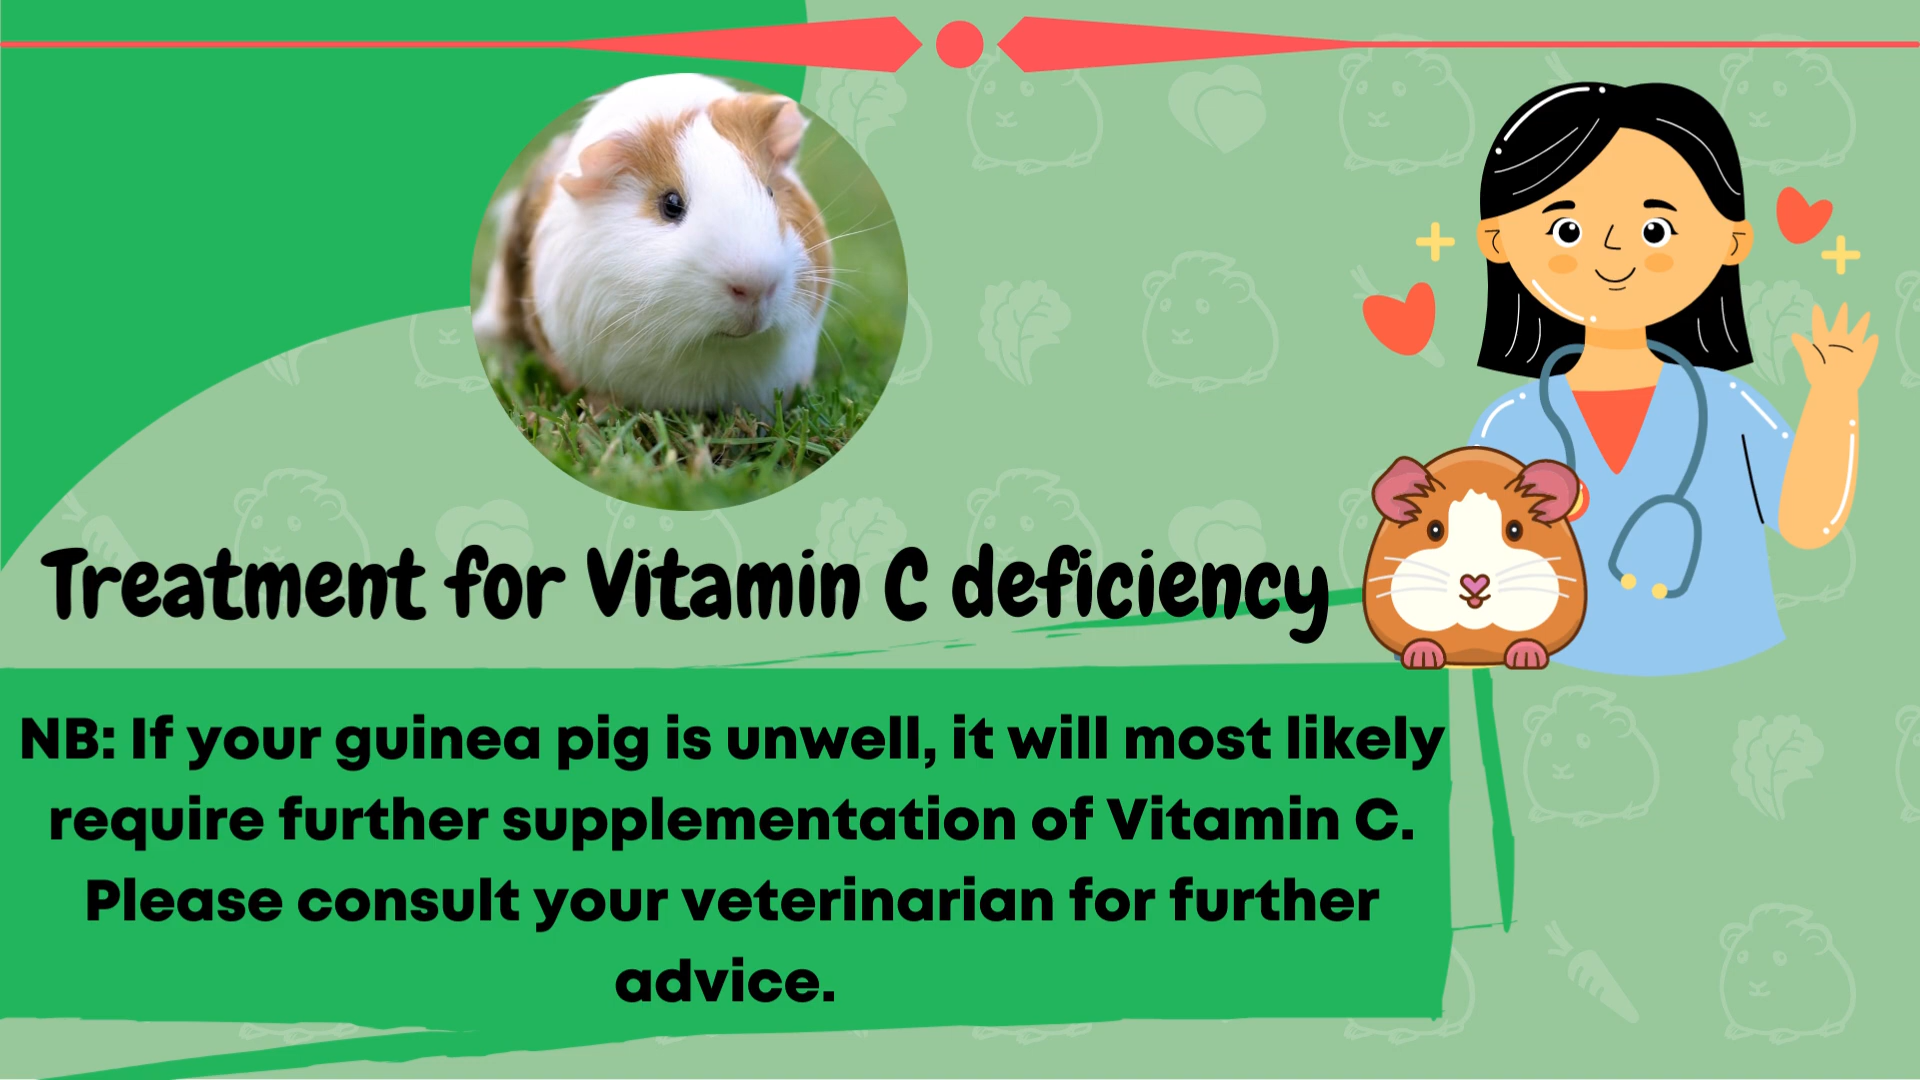 Treatment for Vitamin C deficiency
NB: If your guinea pig is unwell, it will most likely
require further supplementation of Vitamin C.
Please consult your veterinarian for further
advice.